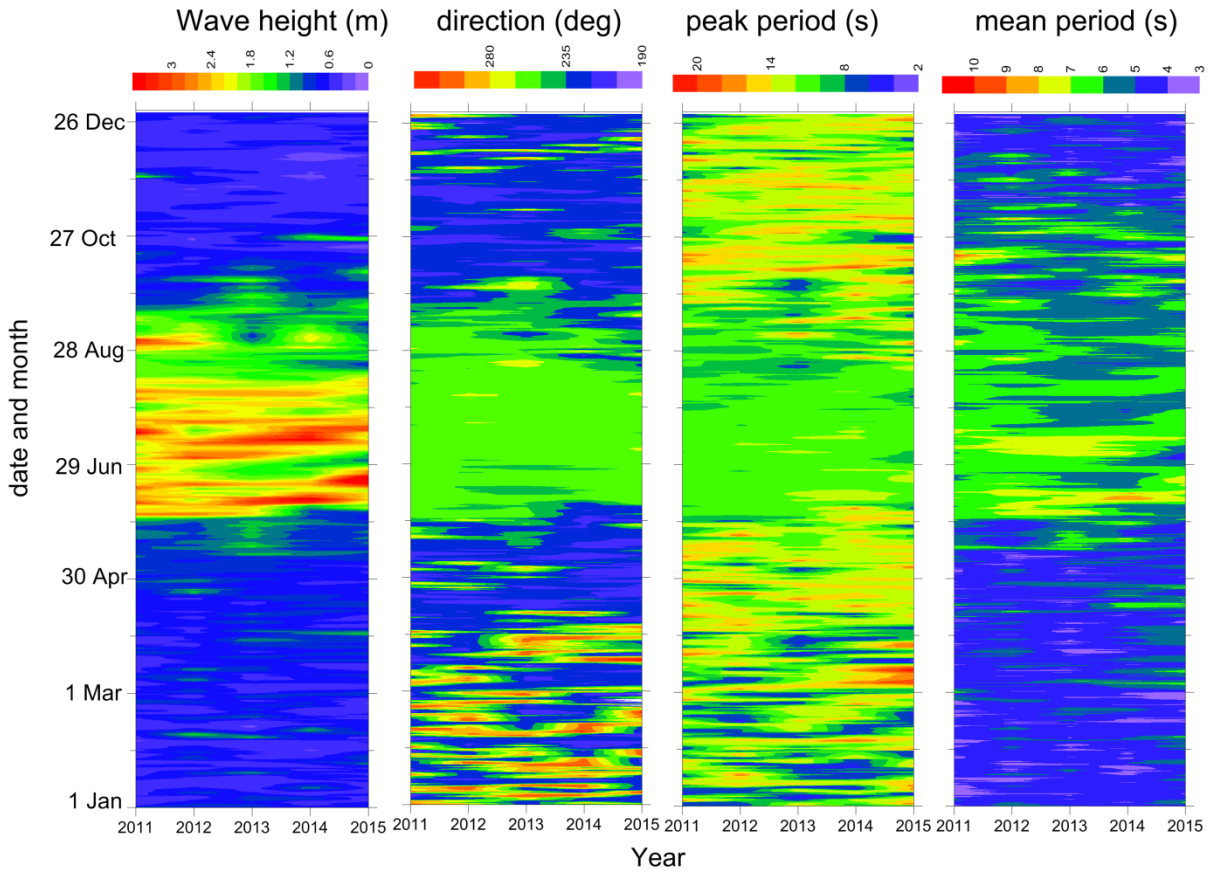 Wave height (m) direction (deg) peak period (s) mean period (s)
3 2.4 1.8 1.2 0.6 0 280 235 190 20 14 8 2 10 9 8 7 6 5 4 3
26 Dec
27 Oct
28 Aug
29 Jun
30 Apr
1 Mar
1 Jan
date and month
2011 2012 2013 2014 2015 2011 2012 2013 2014 2015 2011 2012 2013 2014 2015 2011 2012 2013 2014 2015
Year